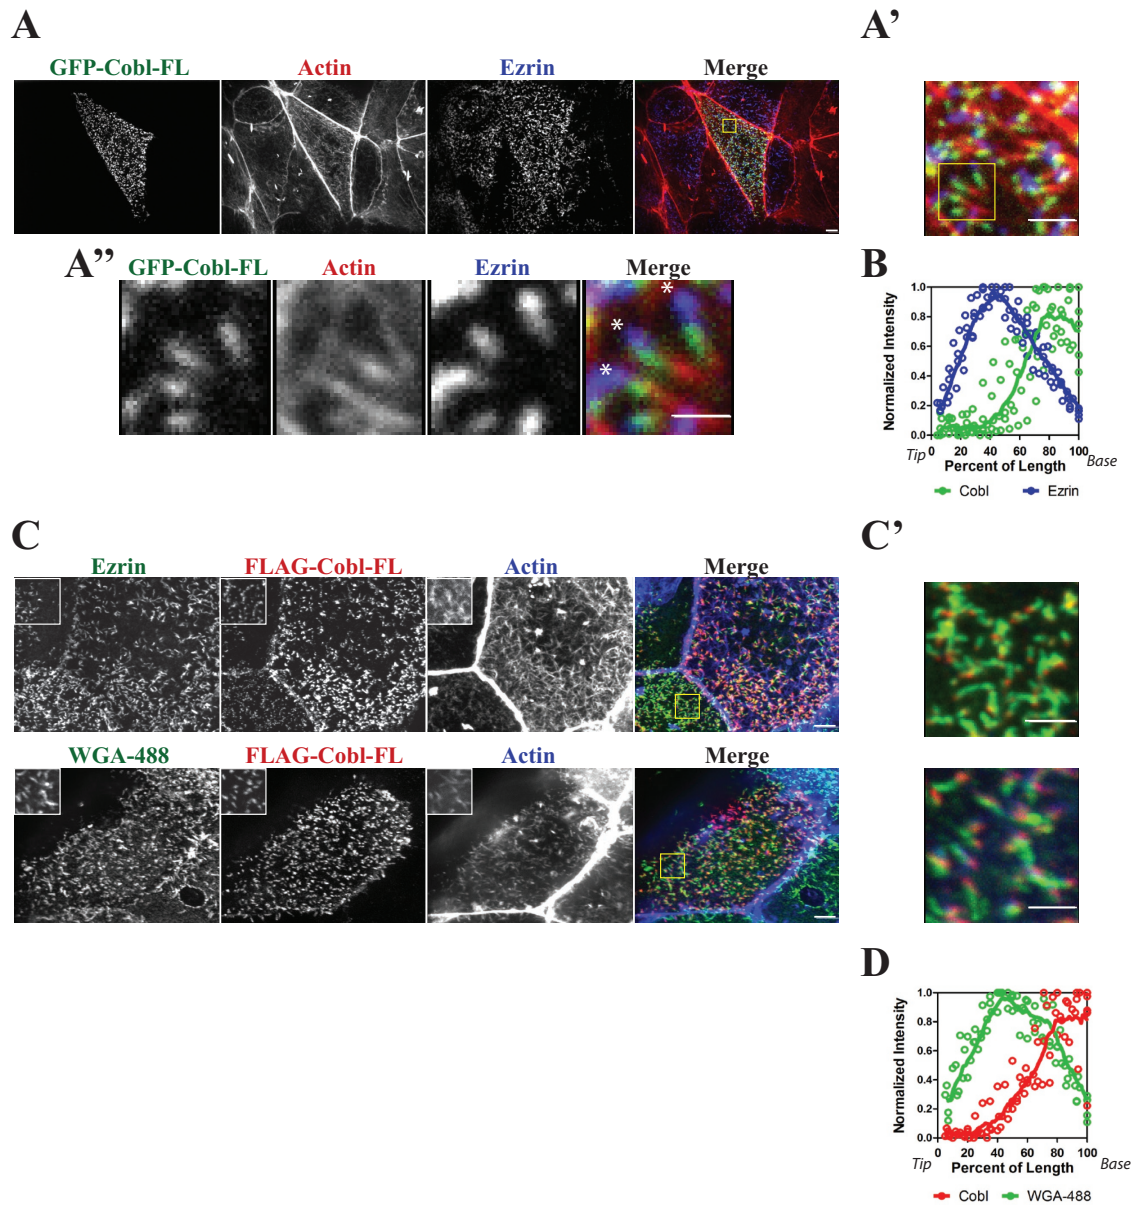 A
A’
GFP-Cobl-FL Actin Ezrin Merge
A’’
GFP-Cobl-FL Actin Ezrin Merge
* * *
B
Normalized Intensity
1.0
0.8
0.6
0.4
0.2
0.0
Tip 0 20 40 60 80 100 Base
Percent of Length
Cobl Ezrin
C
C’
Ezrin FLAG-Cobl-FL Actin Merge
WGA-488 FLAG-Cobl-FL Actin Merge
D
Normalized Intensity
1.0
0.8
0.6
0.4
0.2
0.0
0 20 40 60 80 100
Tip Percent of Length Base
Cobl WGA-488